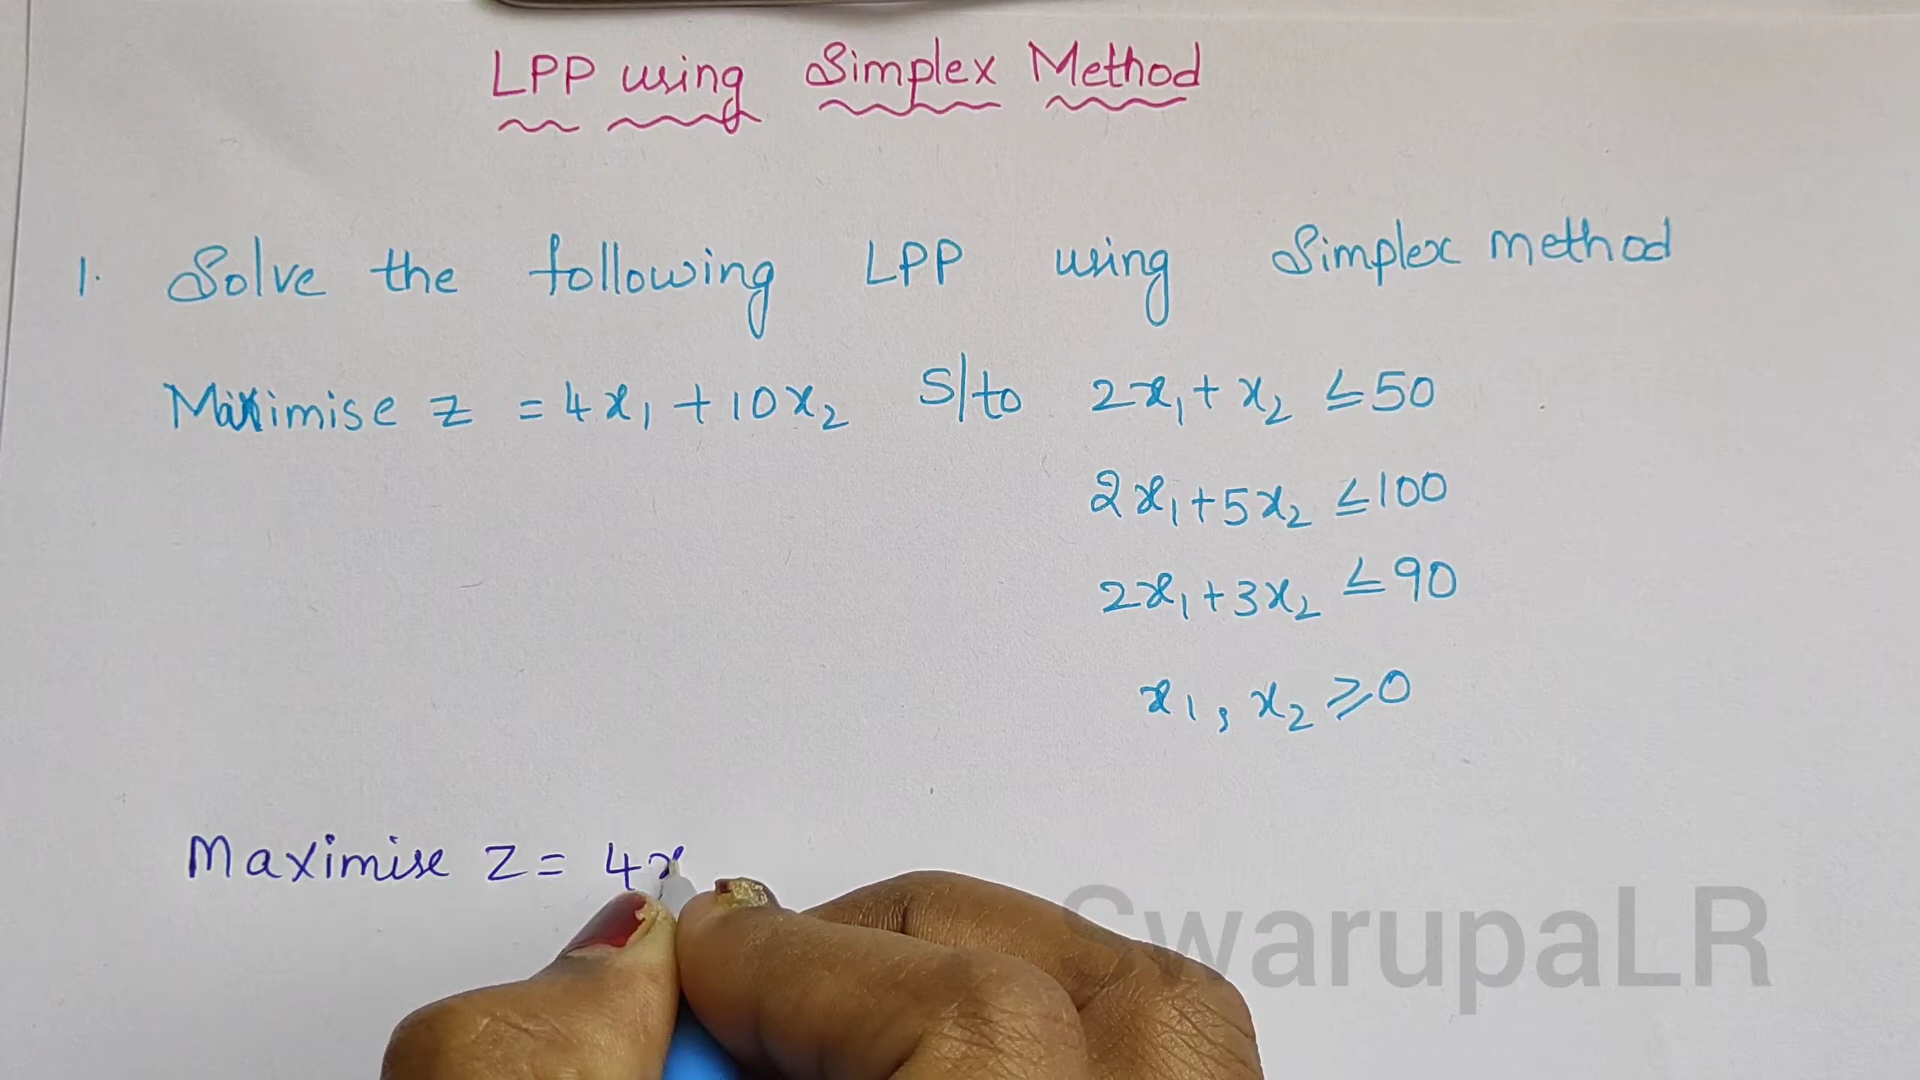 LPP using Simplex Method
1. Solve the following LPP using Simplex method
Maximise z = 4x₁ + 10x₂ S/to 2x₁ + x₂ ≤ 50
2x₁ + 5x₂ ≤ 100
2x₁ + 3x₂ ≤ 90
x₁, x₂ ⩾ 0
Maximise Z = 4x
SwarupaLR